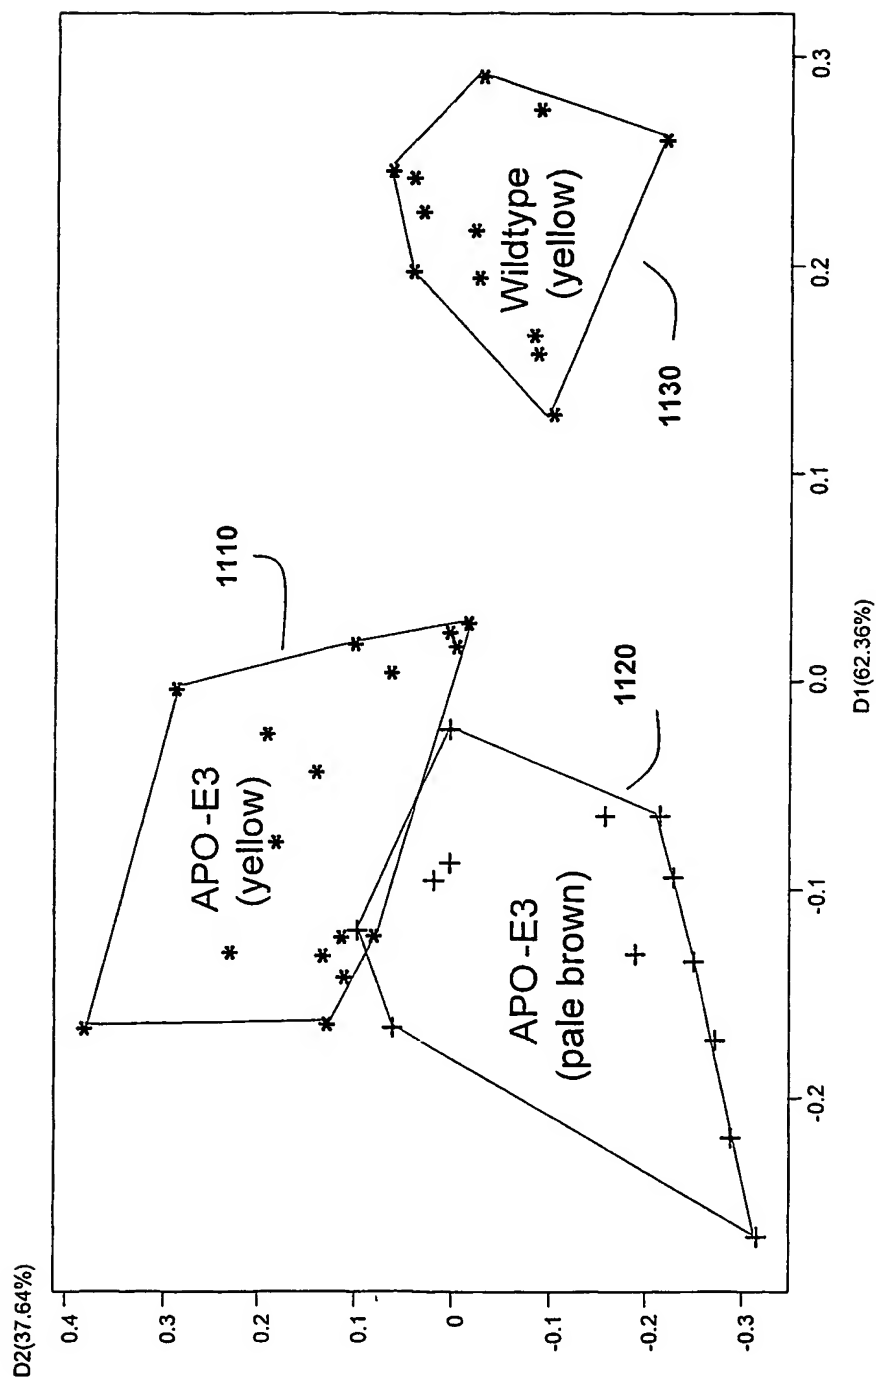 D2(37.64%)
0.4
0.3
0.2
0.1
0
-0.1
-0.2
-0.3
1110
APO-E3
(yellow)
APO-E3
(pale brown)
1120
Wildtype
(yellow)
1130
-0.2
-0.1
0.0
0.1
0.2
0.3
D1(62.36%)